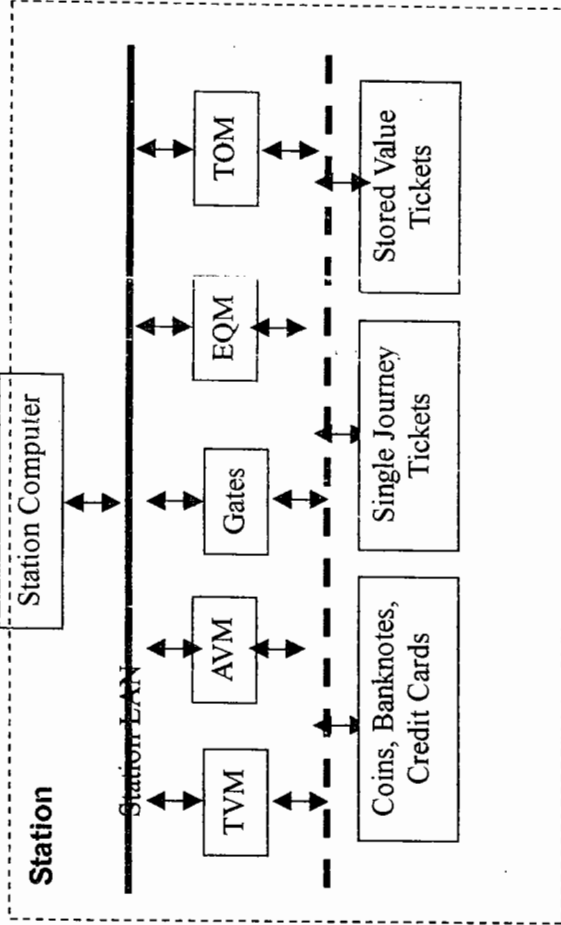 Station
Station Computer
Station LAN
TVM
AVM
Gates
EQM
TOM
Coins, Banknotes,
Credit Cards
Single Journey
Tickets
Stored Value
Tickets